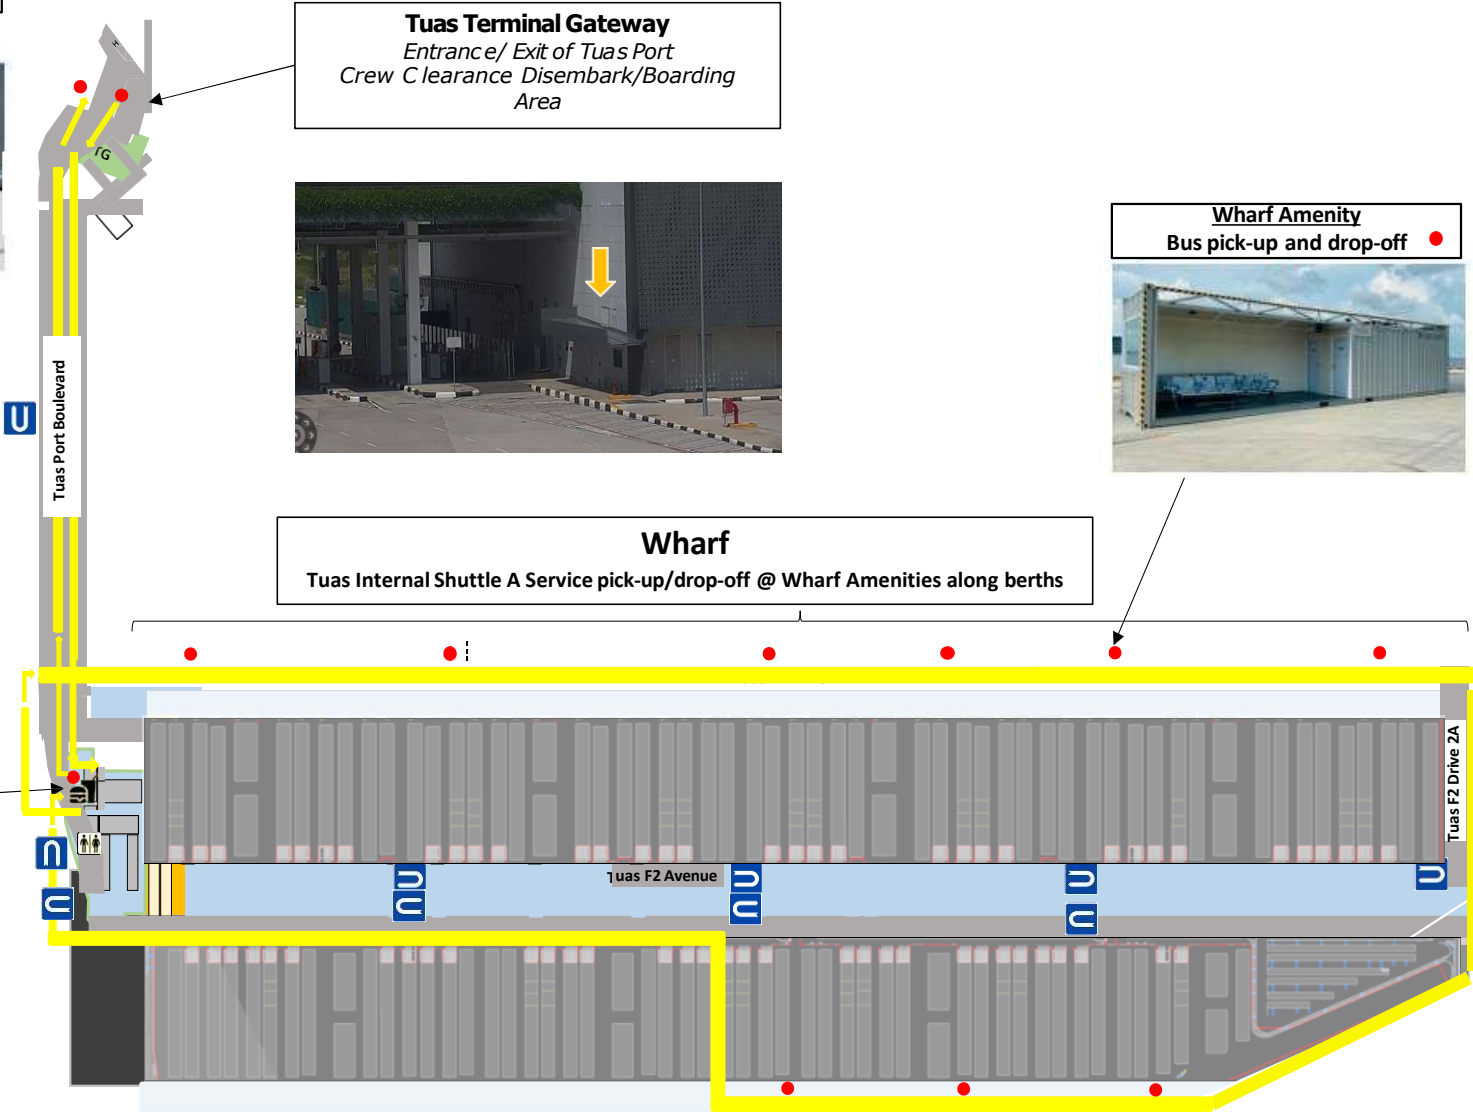 Tuas Terminal Gateway
Entrance/ Exit of Tuas Port
Crew Clearance Disembark/Boarding
Area
Wharf Amenity
Bus pick-up and drop-off
Tuas Port Boulevard
Wharf
Tuas Internal Shuttle A Service pick-up/drop-off @ Wharf Amenities along berths
Tuas F2 Drive 2A
Tuas F2 Avenue